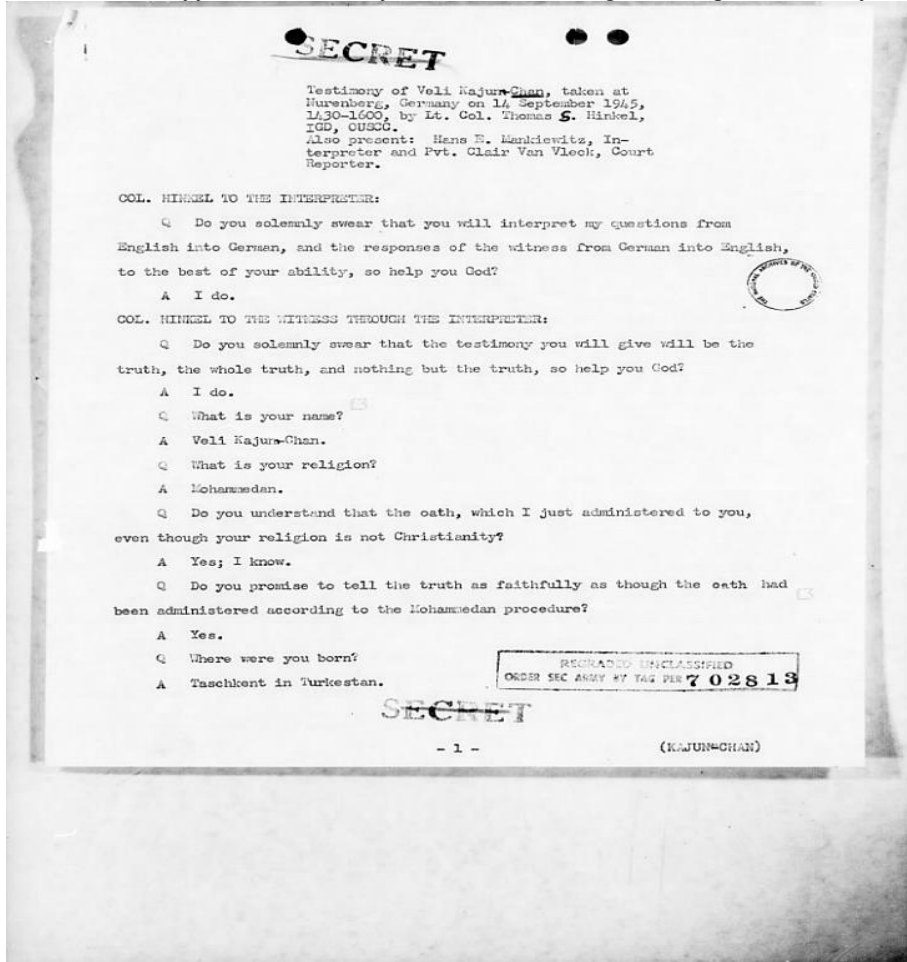 SECRET
Testimony of Veli Kajum-Chan, taken at
Nurenberg, Germany on 14 September 1945,
1430-1600, by Lt. Col. Thomas S. Hinkel,
IGD, OUSCC.
Also present: Hans E. Mankiewitz, In-
terpreter and Pvt. Clair Van Vleck, Court
Reporter.
COL. HINKEL TO THE INTERPRETER:
Q Do you solemnly swear that you will interpret my questions from
English into German, and the responses of the witness from German into English,
to the best of your ability, so help you God?
A I do.
COL. HINKEL TO THE WITNESS THROUGH THE INTERPRETER:
Q Do you solemnly swear that the testimony you will give will be the
truth, the whole truth, and nothing but the truth, so help you God?
A I do.
Q What is your name?
A Veli Kajum-Chan.
Q What is your religion?
A Mohammedan.
Q Do you understand that the oath, which I just administered to you,
even though your religion is not Christianity?
A Yes; I know.
Q Do you promise to tell the truth as faithfully as though the oath had
been administered according to the Mohammedan procedure?
A Yes.
Q Where were you born?
A Taschkent in Turkestan.
REGRADED UNCLASSIFIED
ORDER SEC ARMY BY TAG PER 7 0 2 8 1 3
SECRET
- 1 -
(KAJUM-CHAN)